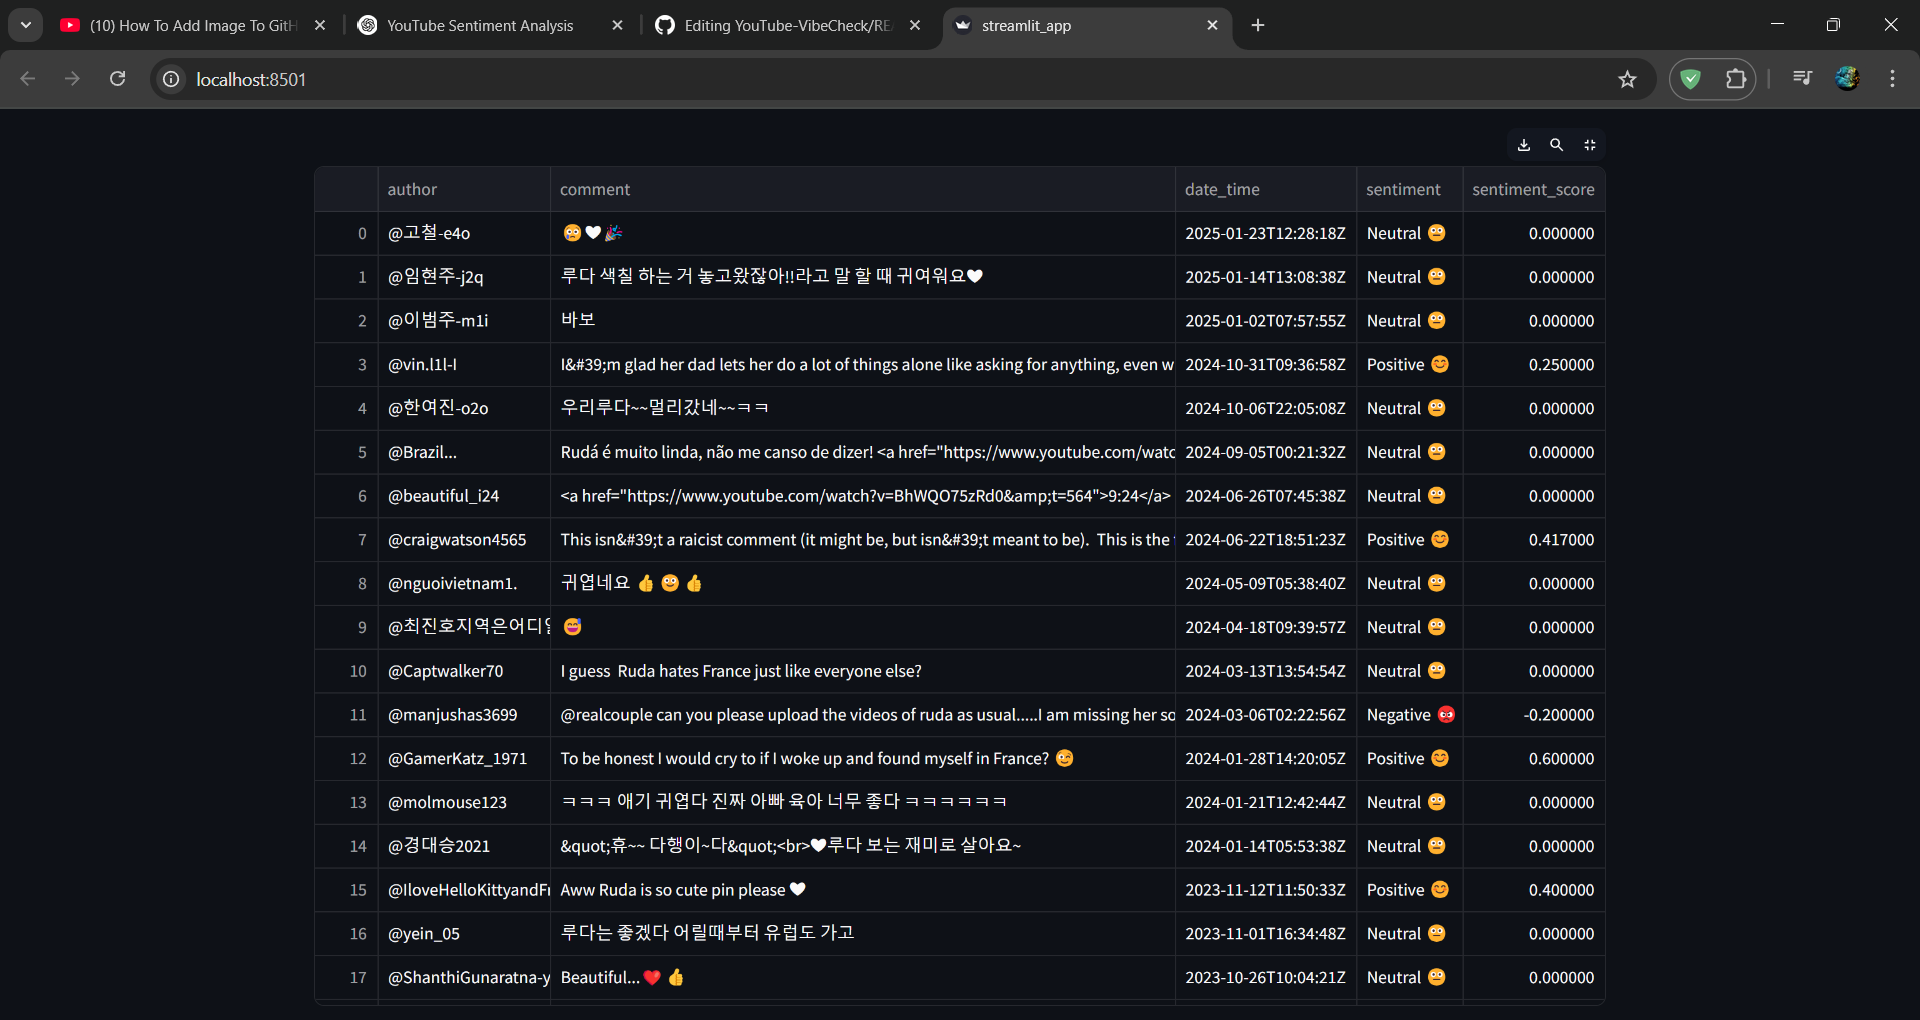 (10) How To Add Image To GitH
YouTube Sentiment Analysis
Editing YouTube-VibeCheck/RE
streamlit_app
localhost:8501
author comment date_time sentiment sentiment_score
0 @고철-e4o 😳🤍🎉 2025-01-23T12:28:18Z Neutral 😐 0.000000
1 @임현주-j2q 루다 색칠 하는 거 놓고왔잖아!!라고 말 할 때 귀여워요🤍 2025-01-14T13:08:38Z Neutral 😐 0.000000
2 @이범주-m1i 바보 2025-01-02T07:57:55Z Neutral 😐 0.000000
3 @vin.l1l-l I&#39;m glad her dad lets her do a lot of things alone like asking for anything, even w 2024-10-31T09:36:58Z Positive 😊 0.250000
4 @한여진-o2o 우리루다~~멀리갔네~~ㅋㅋ 2024-10-06T22:05:08Z Neutral 😐 0.000000
5 @Brazil... Rudá é muito linda, não me canso de dizer! <a href="https://www.youtube.com/watc 2024-09-05T00:21:32Z Neutral 😐 0.000000
6 @beautiful_i24 <a href="https://www.youtube.com/watch?v=BhWQO75zRd0&amp;t=564">9:24</a> 2024-06-26T07:45:38Z Neutral 😐 0.000000
7 @craigwatson4565 This isn&#39;t a raicist comment (it might be, but isn&#39;t meant to be).  This is the 2024-06-22T18:51:23Z Positive 😊 0.417000
8 @nguoivietnam1. 귀엽네요 👍 😳 👍 2024-05-09T05:38:40Z Neutral 😐 0.000000
9 @최진호지역은어디일 😅 2024-04-18T09:39:57Z Neutral 😐 0.000000
10 @Captwalker70 I guess  Ruda hates France just like everyone else? 2024-03-13T13:54:54Z Neutral 😐 0.000000
11 @manjushas3699 @realcouple can you please upload the videos of ruda as usual.....I am missing her so 2024-03-06T02:22:56Z Negative 😡 -0.200000
12 @GamerKatz_1971 To be honest I would cry to if I woke up and found myself in France? 😉 2024-01-28T14:20:05Z Positive 😊 0.600000
13 @molmouse123 ㅋㅋㅋ 애기 귀엽다 진짜 아빠 육아 너무 좋다 ㅋㅋㅋㅋㅋㅋ 2024-01-21T12:42:44Z Neutral 😐 0.000000
14 @경대승2021 &quot;휴~~ 다행이~다&quot;<br>🤍루다 보는 재미로 살아요~ 2024-01-14T05:53:38Z Neutral 😐 0.000000
15 @IloveHelloKittyandFr Aww Ruda is so cute pin please 🤍 2023-11-12T11:50:33Z Positive 😊 0.400000
16 @yein_05 루다는 좋겠다 어릴때부터 유럽도 가고 2023-11-01T16:34:48Z Neutral 😐 0.000000
17 @ShanthiGunaratna-y Beautiful... ❤️ 👍 2023-10-26T10:04:21Z Neutral 😐 0.000000